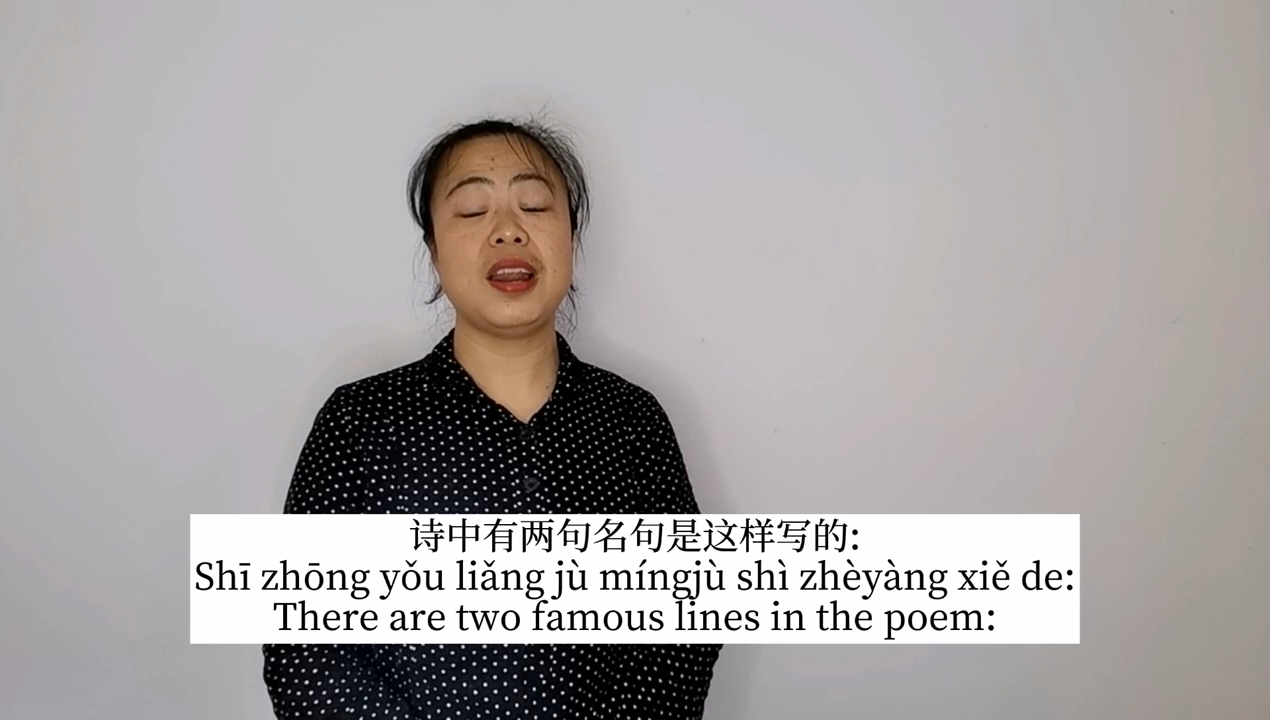 诗中有两句名句是这样写的:
Shī zhōng yǒu liǎng jù míngjù shì zhèyàng xiě de:
There are two famous lines in the poem: